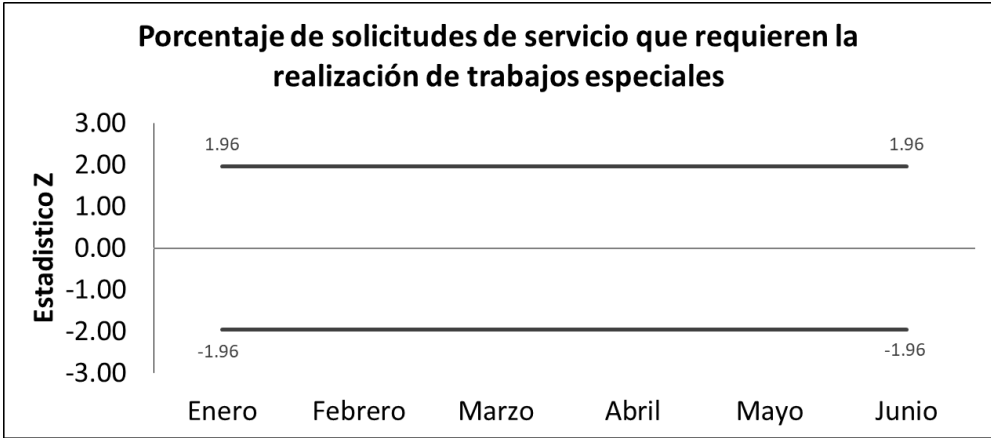 Porcentaje de solicitudes de servicio que requieren la
realización de trabajos especiales
Estadistico Z
3.00
2.00
1.00
0.00
-1.00
-2.00
-3.00
1.96
1.96
-1.96
-1.96
Enero
Febrero
Marzo
Abril
Mayo
Junio